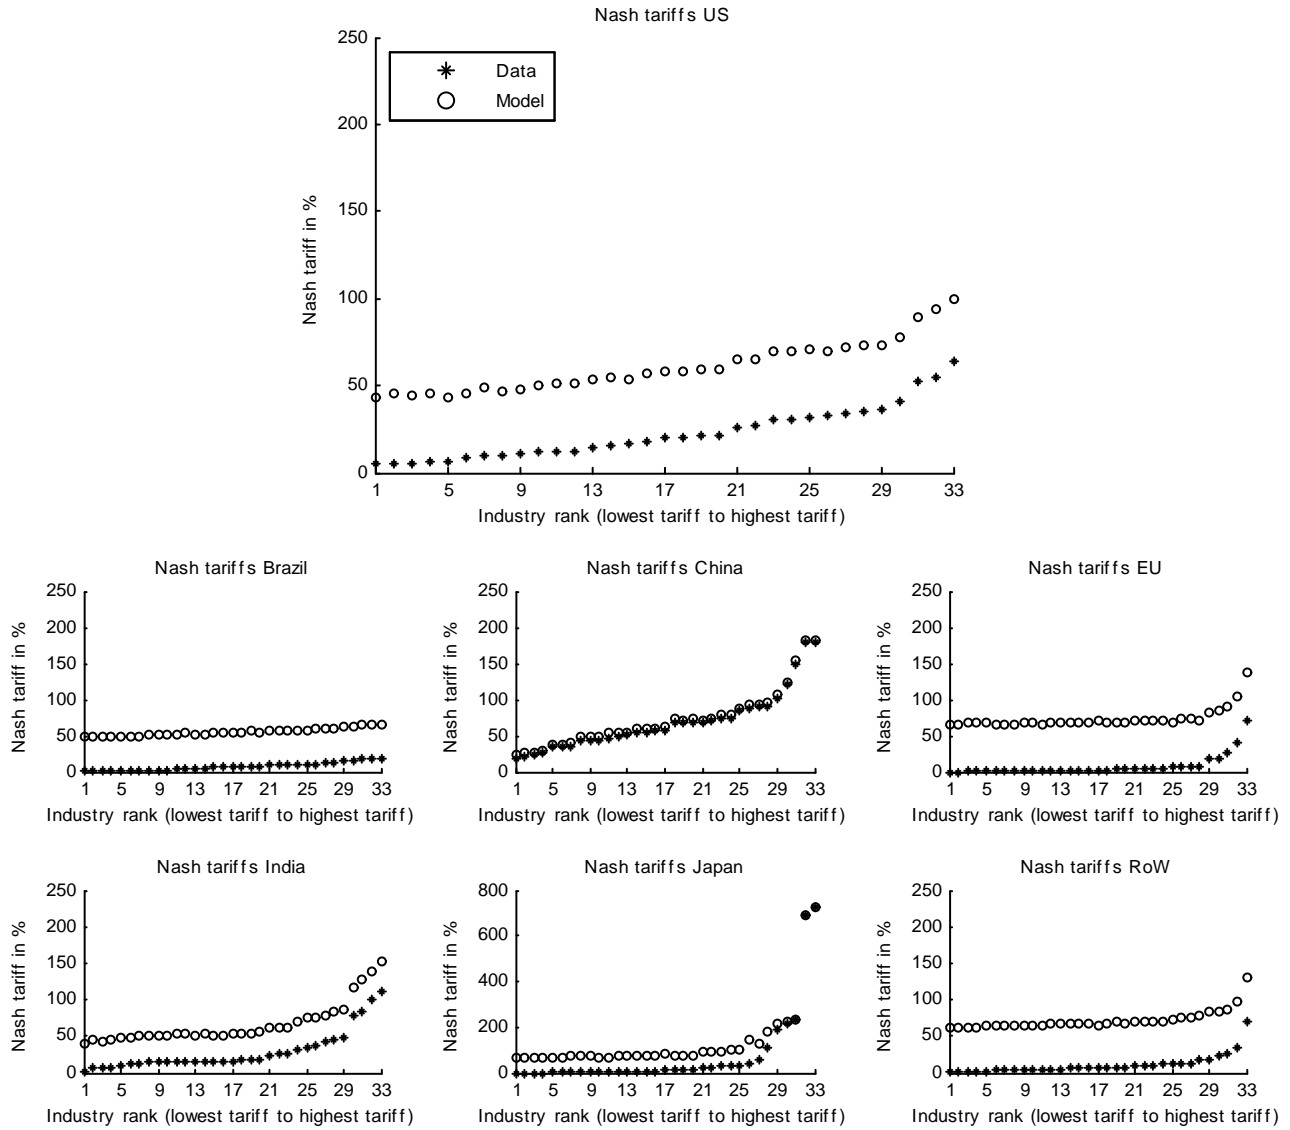 Nash tariffs US
250
200
150
100
50
0
Nash tariff in %
Data
Model
1 5 9 13 17 21 25 29 33
Industry rank (lowest tariff to highest tariff)
Nash tariffs Brazil
250
200
150
100
50
0
Nash tariff in %
1 5 9 13 17 21 25 29 33
Industry rank (lowest tariff to highest tariff)
Nash tariffs China
250
200
150
100
50
0
Nash tariff in %
1 5 9 13 17 21 25 29 33
Industry rank (lowest tariff to highest tariff)
Nash tariffs EU
250
200
150
100
50
0
Nash tariff in %
1 5 9 13 17 21 25 29 33
Industry rank (lowest tariff to highest tariff)
Nash tariffs India
250
200
150
100
50
0
Nash tariff in %
1 5 9 13 17 21 25 29 33
Industry rank (lowest tariff to highest tariff)
Nash tariffs Japan
800
600
400
200
0
Nash tariff in %
1 5 9 13 17 21 25 29 33
Industry rank (lowest tariff to highest tariff)
Nash tariffs RoW
250
200
150
100
50
0
Nash tariff in %
1 5 9 13 17 21 25 29 33
Industry rank (lowest tariff to highest tariff)